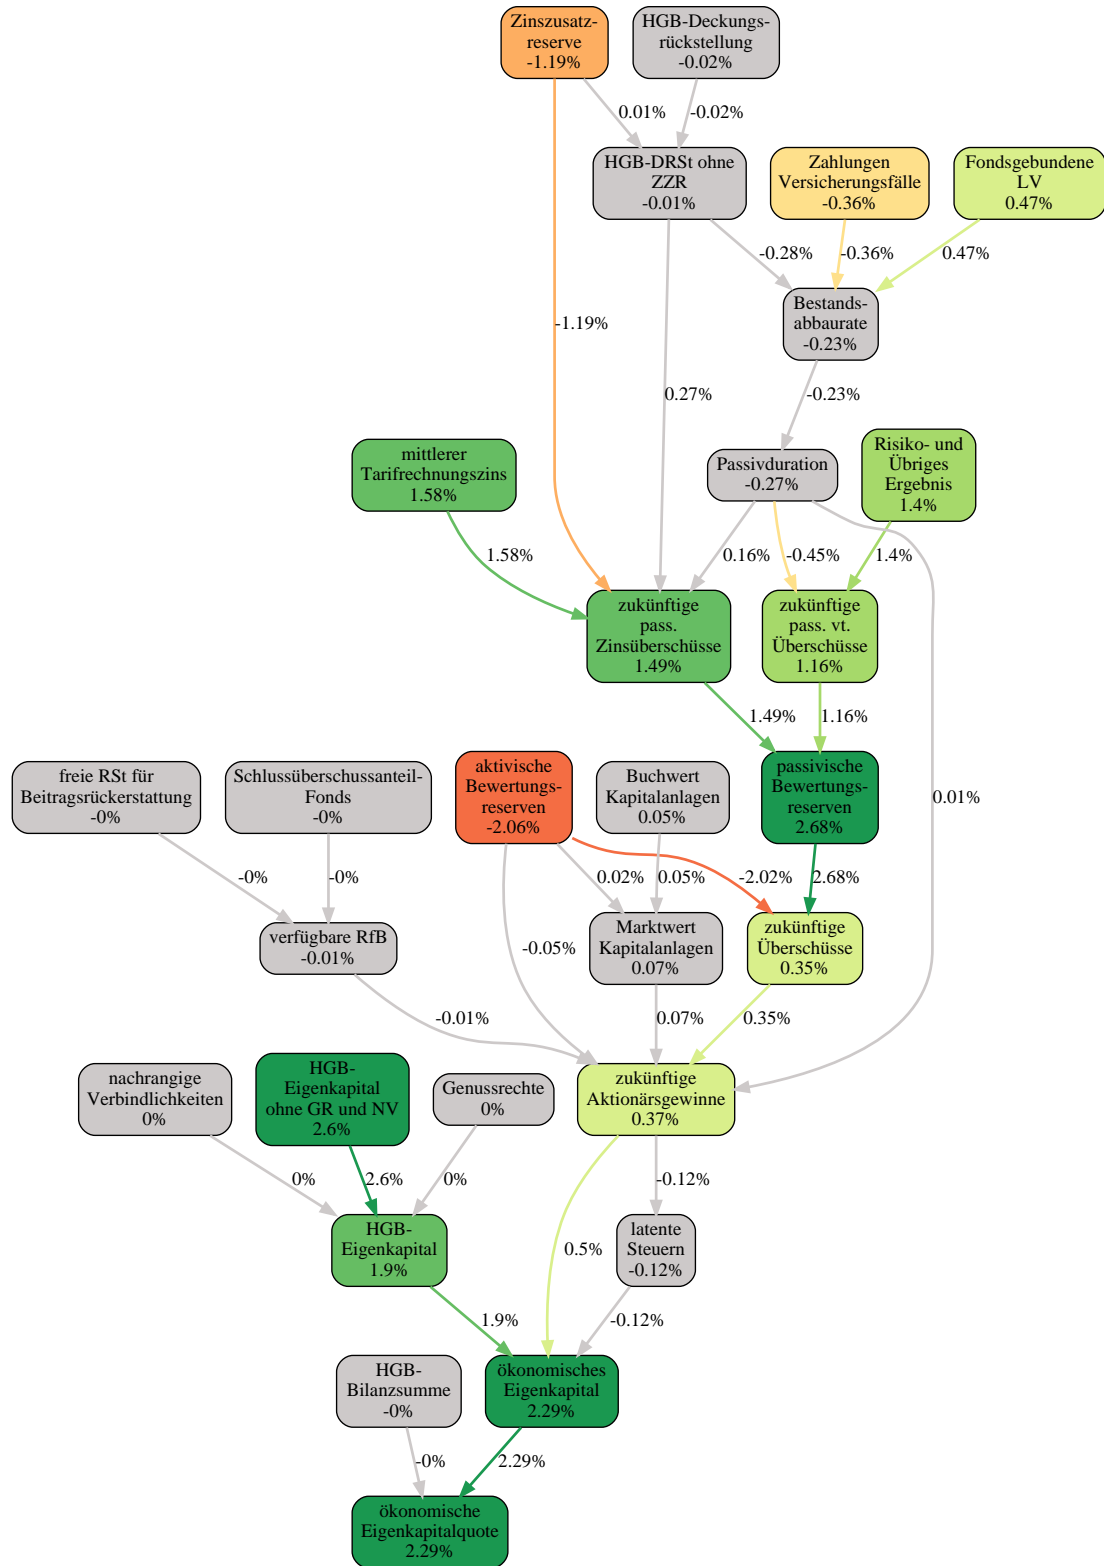 Zinszusatz-
reserve
-1.19%
HGB-Deckungs-
rückstellung
-0.02%
0.01%
-0.02%
HGB-DRSt ohne
ZZR
-0.01%
Zahlungen
Versicherungsfälle
-0.36%
Fondsgebundene
LV
0.47%
-0.28%
-0.36%
0.47%
Bestands-
abbaurate
-0.23%
-1.19%
0.27%
-0.23%
mittlerer
Tarifrechnungszins
1.58%
Passivduration
-0.27%
Risiko- und
Übriges
Ergebnis
1.4%
1.58%
0.16%
-0.45%
1.4%
zukünftige
pass.
Zinsüberschüsse
1.49%
zukünftige
pass. vt.
Überschüsse
1.16%
1.49%
1.16%
freie RSt für
Beitragsrückerstattung
-0%
Schlussüberschussanteil-
Fonds
-0%
aktivische
Bewertungs-
reserven
-2.06%
Buchwert
Kapitalanlagen
0.05%
passivische
Bewertungs-
reserven
2.68%
0.01%
-0%
-0%
0.02%
0.05%
-2.02%
2.68%
verfügbare RfB
-0.01%
-0.05%
Marktwert
Kapitalanlagen
0.07%
zukünftige
Überschüsse
0.35%
-0.01%
0.07%
0.35%
nachrangige
Verbindlichkeiten
0%
HGB-
Eigenkapital
ohne GR und NV
2.6%
Genussrechte
0%
zukünftige
Aktionärsgewinne
0.37%
0%
2.6%
0%
-0.12%
HGB-
Eigenkapital
1.9%
0.5%
latente
Steuern
-0.12%
1.9%
-0.12%
HGB-
Bilanzsumme
-0%
ökonomisches
Eigenkapital
2.29%
-0%
2.29%
ökonomische
Eigenkapitalquote
2.29%